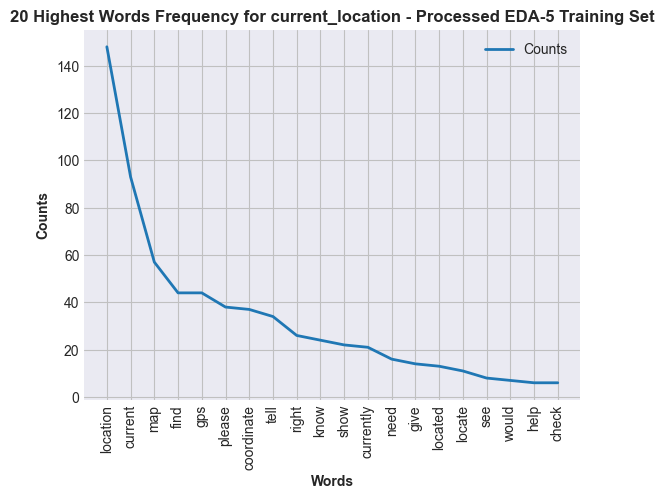 20 Highest Words Frequency for current_location - Processed EDA-5 Training Set
Counts
Counts
140
120
100
80
60
40
20
0
location
current
map
find
gps
please
coordinate
tell
right
know
show
currently
need
give
located
locate
see
would
help
check
Words